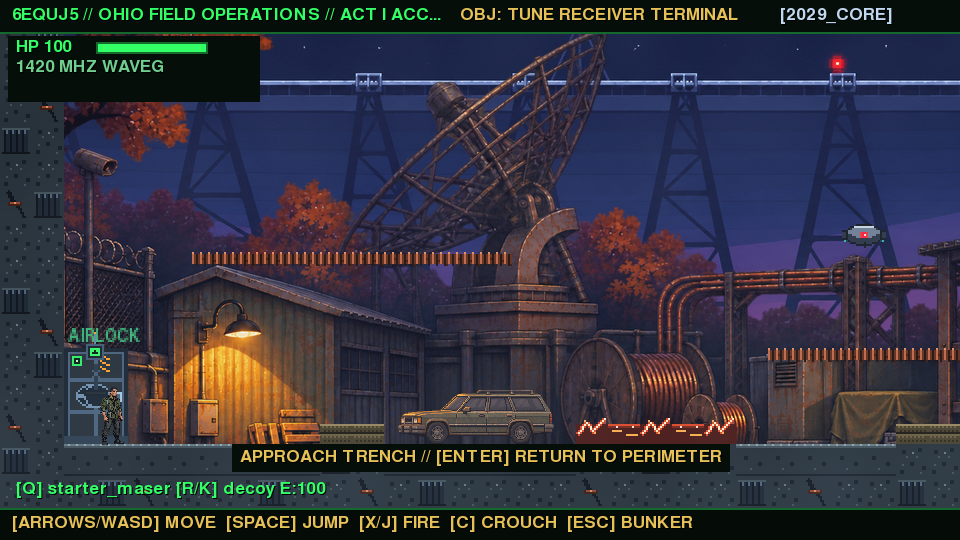 6EQUJ5 // OHIO FIELD OPERATIONS // ACT I ACC... OBJ: TUNE RECEIVER TERMINAL [2029_CORE]
HP 100
1420 MHZ WAVEG
AIRLOCK
APPROACH TRENCH // [ENTER] RETURN TO PERIMETER
[Q] starter_maser [R/K] decoy E:100
[ARROWS/WASD] MOVE [SPACE] JUMP [X/J] FIRE [C] CROUCH [ESC] BUNKER